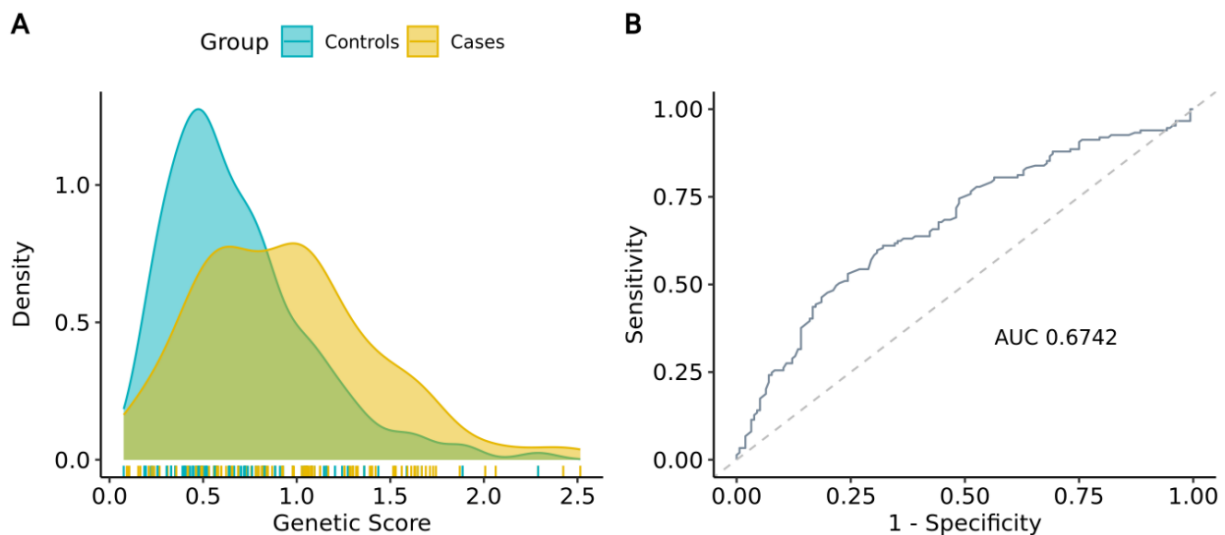 A
Group Controls Cases
Density
1.0
0.5
0.0
0.0 0.5 1.0 1.5 2.0 2.5
Genetic Score
B
Sensitivity
1.00
0.75
0.50
0.25
0.00
AUC 0.6742
0.00 0.25 0.50 0.75 1.00
1 - Specificity